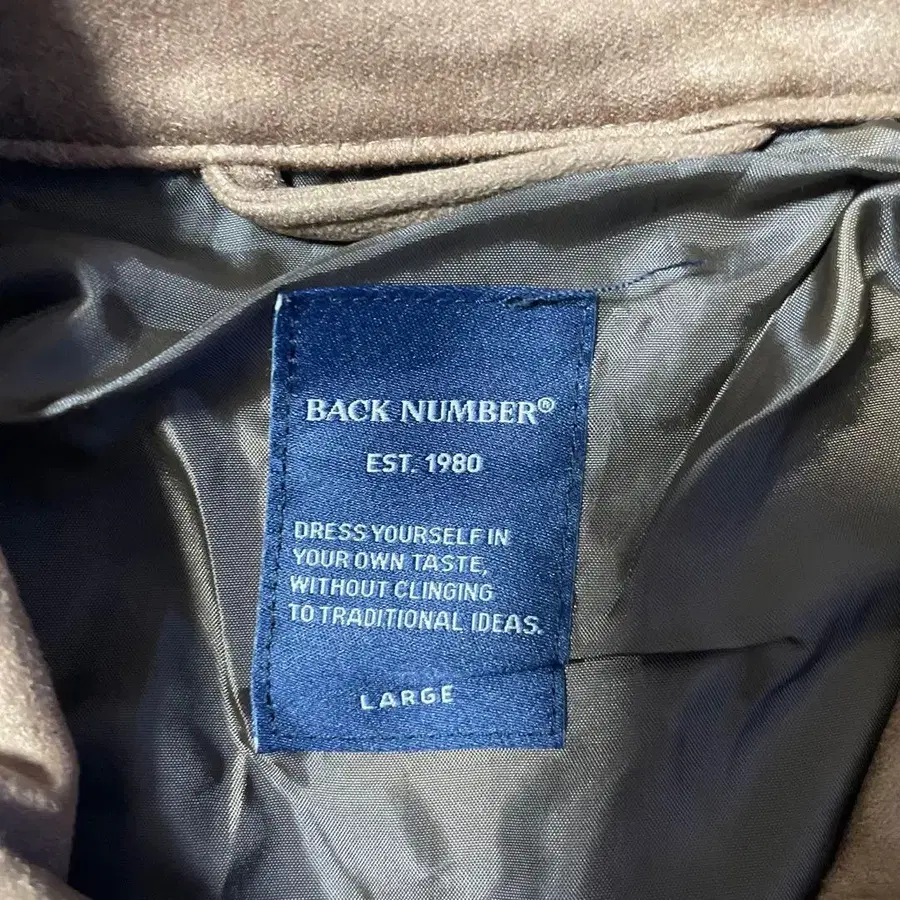 BACK NUMBER®
EST. 1980
DRESS YOURSELF IN
YOUR OWN TASTE,
WITHOUT CLINGING
TO TRADITIONAL IDEAS.
LARGE